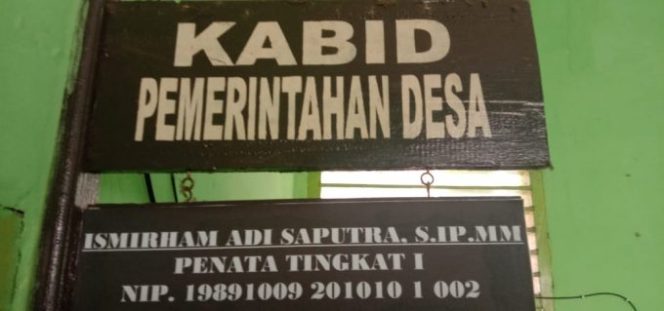 KABID
PEMERINTAHAN DESA
ISMIRHAM ADI SAPUTRA, S.IP.MM
PENATA TINGKAT I
NIP. 19891009 201010 1 002